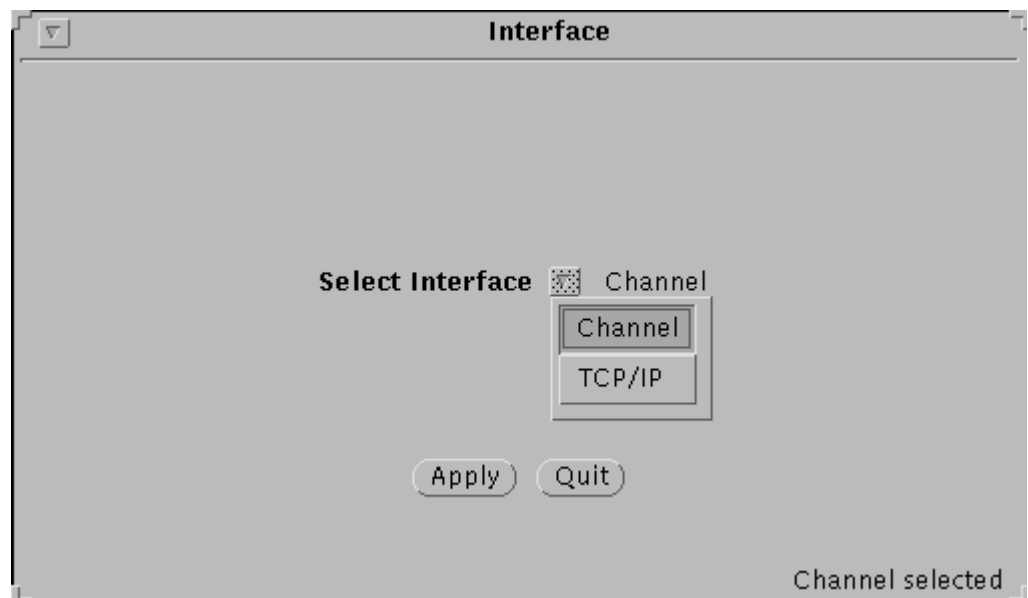 Interface
Select Interface Channel
Channel
TCP/IP
Apply Quit
Channel selected